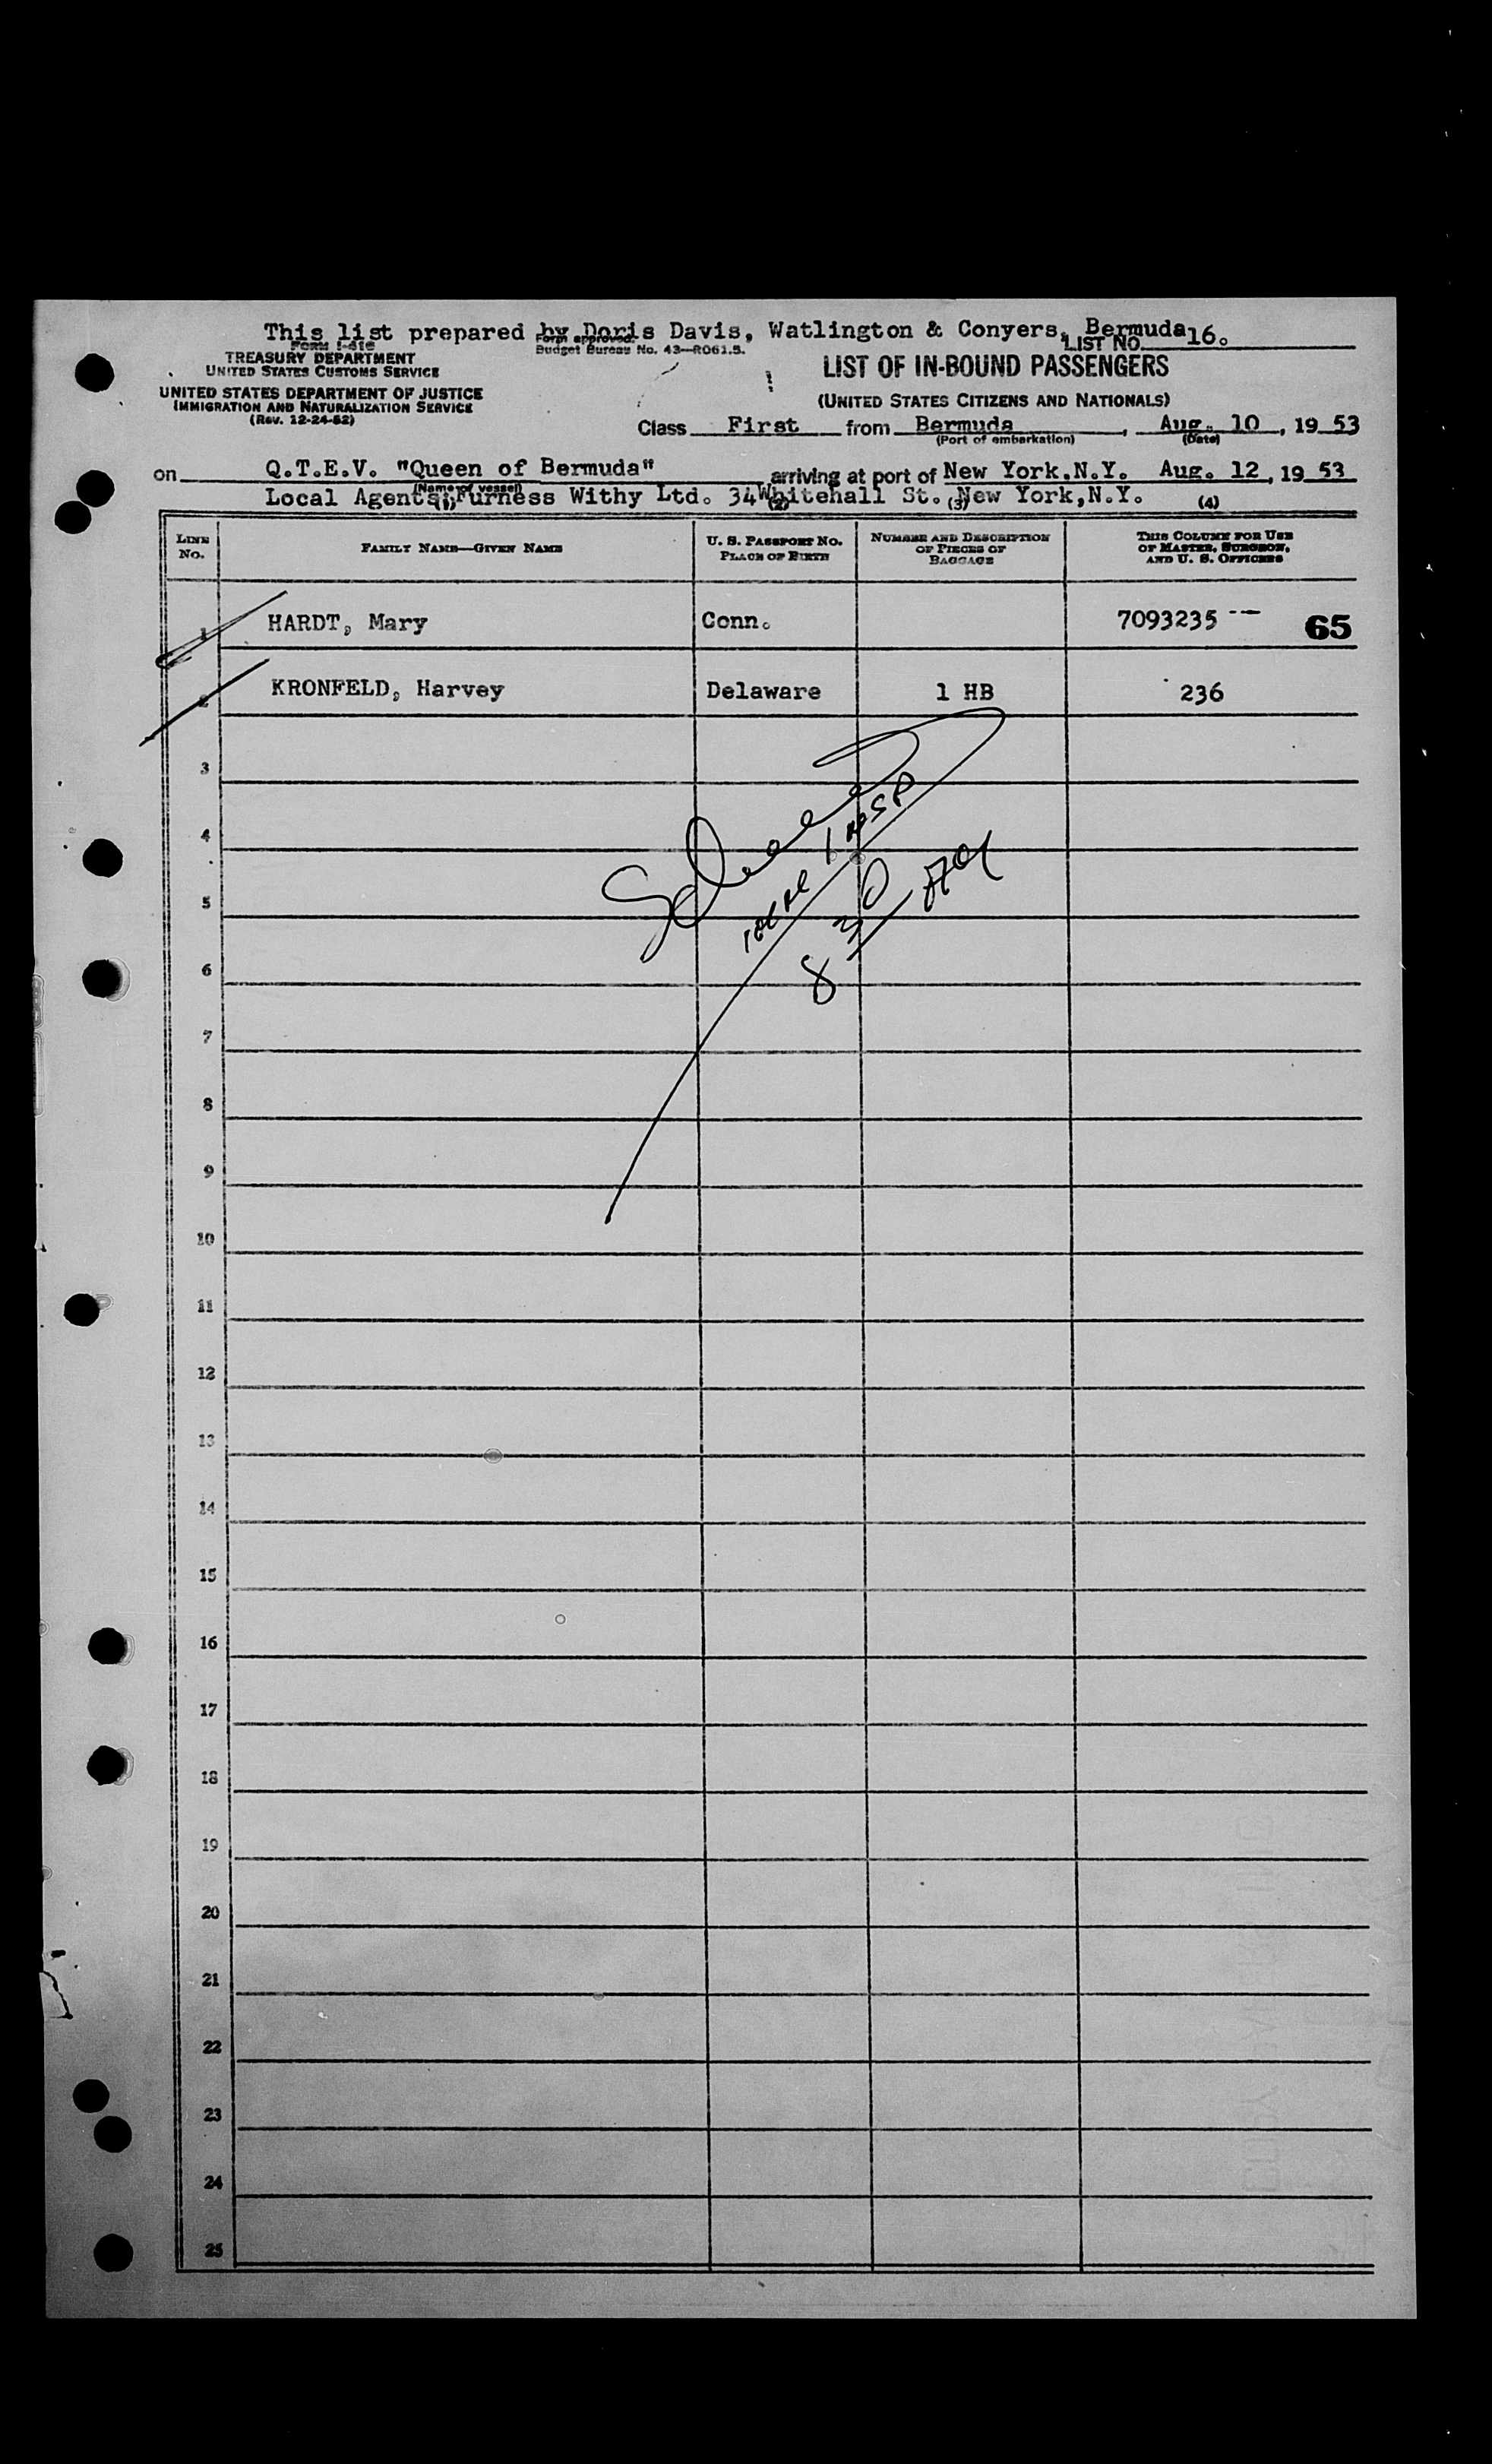 This list prepared by Doris Davis, Watlington & Conyers, Bermuda
Form I-416
Form approved.
Budget Bureau No. 43—R061.5.
LIST NO. 16.
TREASURY DEPARTMENT
UNITED STATES CUSTOMS SERVICE
UNITED STATES DEPARTMENT OF JUSTICE
IMMIGRATION AND NATURALIZATION SERVICE
(Rev. 12-24-52)
LIST OF IN-BOUND PASSENGERS
(UNITED STATES CITIZENS AND NATIONALS)
Class First from Bermuda, Aug. 10, 19 53
(Port of embarkation) (Date)
on Q.T.E.V. "Queen of Bermuda" arriving at port of New York.N.Y. Aug. 12, 19 53
(Name of vessel)
Local Agents: Furness Withy Ltd. 34 Whitehall St. New York,N.Y.
(1) (2) (3) (4)
LINE NO. FAMILY NAME—GIVEN NAME U. S. PASSPORT NO. PLACE OF BIRTH NUMBER AND DESCRIPTION OF PIECES OF BAGGAGE THIS COLUMN FOR USE OF MASTER, SURGEON, AND U. S. OFFICERS
1 HARDT, Mary Conn. 7093235 -- 65
2 KRONFELD, Harvey Delaware 1 HB 236
3
4
5
6
7
8
9
10
11
12
13
14
15
16
17
18
19
20
21
22
23
24
25